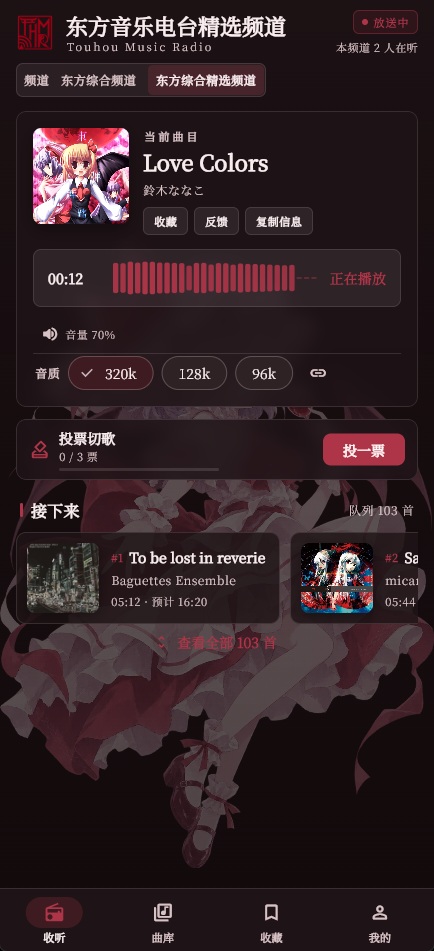 东方音乐电台精选频道
Touhou Music Radio
放送中
本频道 2 人在听
频道 东方综合频道 东方综合精选频道
当前曲目
Love Colors
鈴木ななこ
收藏 反馈 复制信息
00:12 正在播放
音量 70%
音质 320k 128k 96k
投票切歌
0 / 3 票
投一票
接下来
队列 103 首
#1 To be lost in reverie
Baguettes Ensemble
05:12 · 预计 16:20
#2 Sa
micar
05:44
查看全部 103 首
收听 曲库 收藏 我的